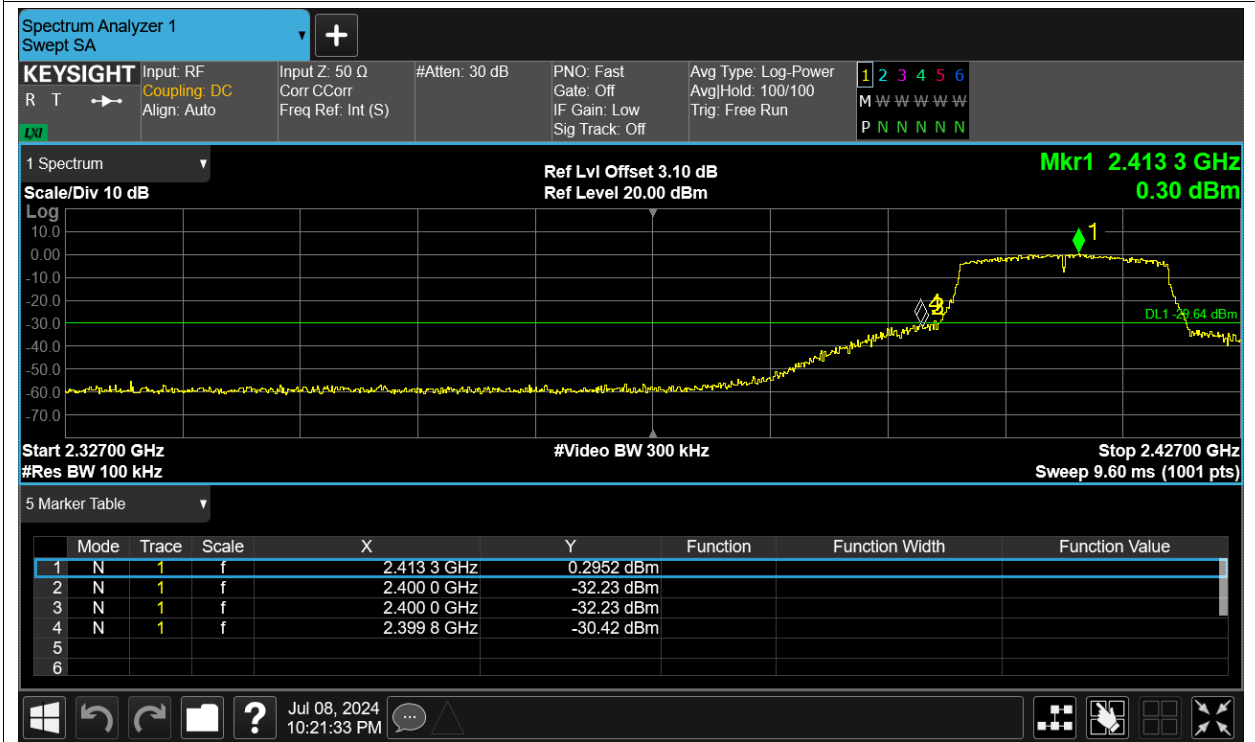 Spectrum Analyzer 1
Swept SA
+
KEYSIGHT
R T
LXI
Input: RF
Coupling: DC
Align: Auto
Input Z: 50 Ω
Corr CCorr
Freq Ref: Int (S)
#Atten: 30 dB
PNO: Fast
Gate: Off
IF Gain: Low
Sig Track: Off
Avg Type: Log-Power
Avg|Hold: 100/100
Trig: Free Run
1 2 3 4 5 6
M W W W W W
P N N N N N
1 Spectrum
Scale/Div 10 dB
Ref Lvl Offset 3.10 dB
Ref Level 20.00 dBm
Mkr1 2.413 3 GHz
0.30 dBm
Log
10.0
0.00
-10.0
-20.0
-30.0
-40.0
-50.0
-60.0
-70.0
1
DL1 -29.64 dBm
Start 2.32700 GHz
#Res BW 100 kHz
#Video BW 300 kHz
Stop 2.42700 GHz
Sweep 9.60 ms (1001 pts)
5 Marker Table
Mode Trace Scale X Y Function Function Width Function Value
1 N 1 f 2.413 3 GHz 0.2952 dBm
2 N 1 f 2.400 0 GHz -32.23 dBm
3 N 1 f 2.400 0 GHz -32.23 dBm
4 N 1 f 2.399 8 GHz -30.42 dBm
5
6
?
Jul 08, 2024
10:21:33 PM